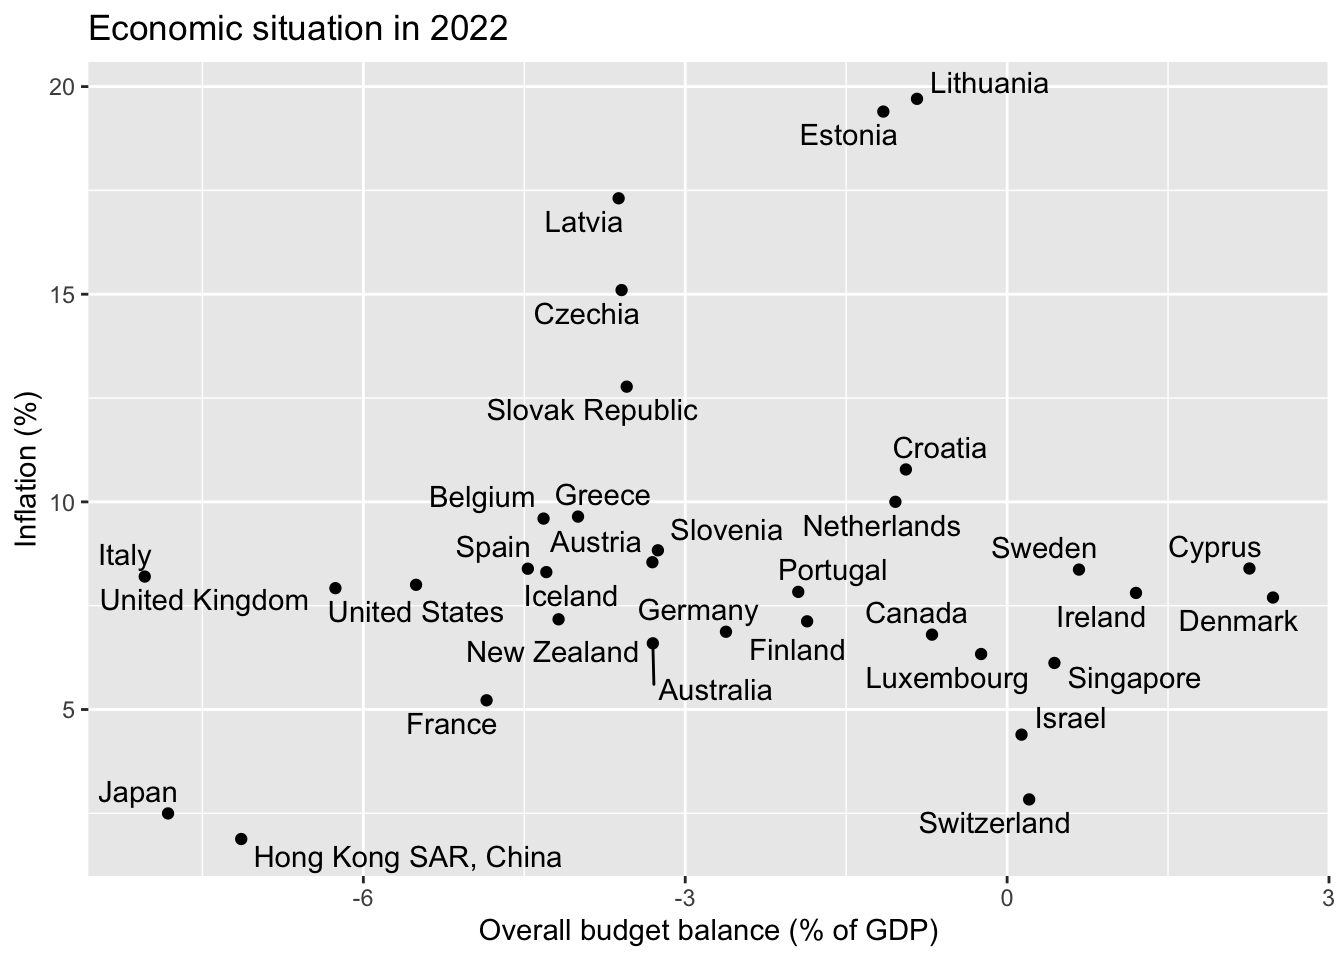 Economic situation in 2022
20
Lithuania
Estonia
Latvia
15
Czechia
Slovak Republic
Croatia
Belgium
Greece
10
Netherlands
Slovenia
Austria
Spain
Sweden
Cyprus
Italy
Portugal
Iceland
United Kingdom
United States
Germany
Canada
Ireland
Denmark
New Zealand
Finland
Luxembourg
Singapore
Australia
5
France
Israel
Japan
Switzerland
Hong Kong SAR, China
Inflation (%)
-6
-3
0
3
Overall budget balance (% of GDP)